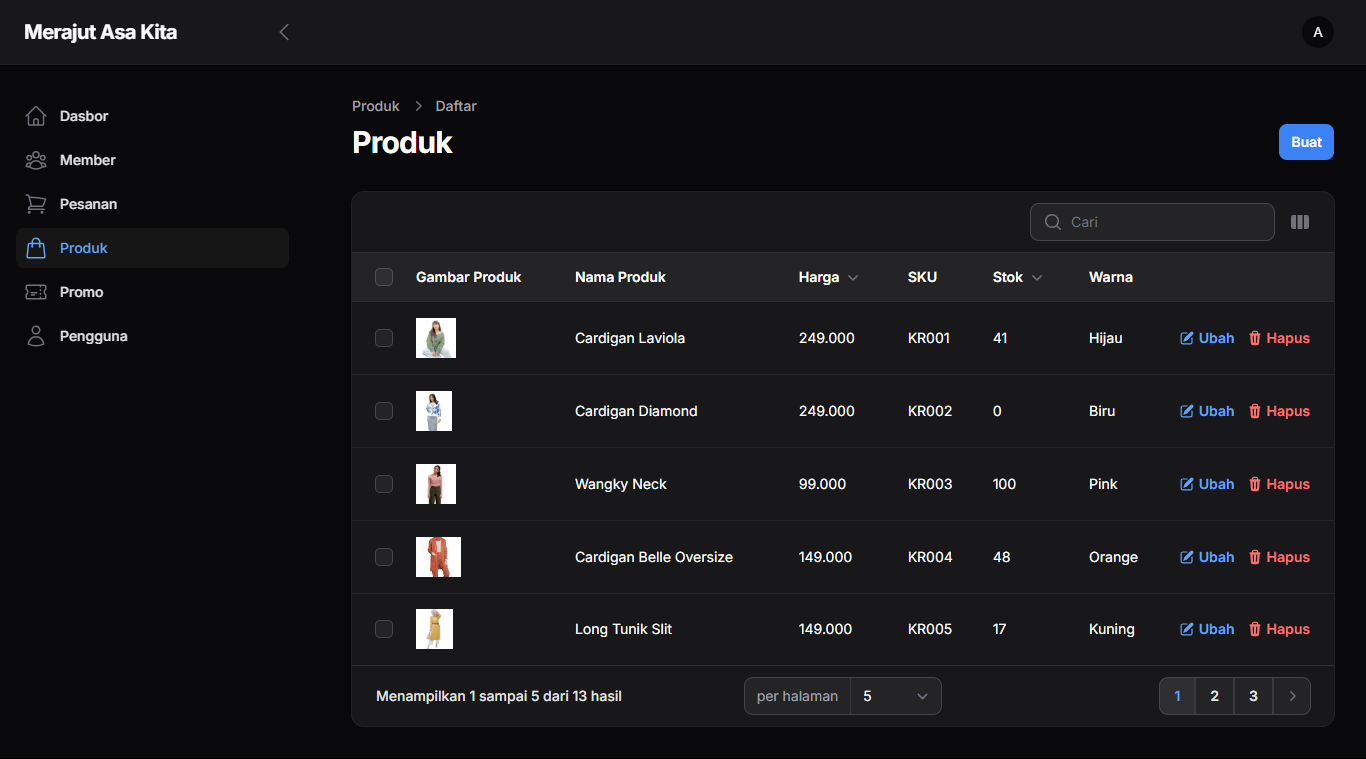 Merajut Asa Kita
A
Dasbor
Member
Pesanan
Produk
Promo
Pengguna
Produk > Daftar
Produk
Buat
Cari
Gambar Produk Nama Produk Harga SKU Stok Warna
Cardigan Laviola 249.000 KR001 41 Hijau Ubah Hapus
Cardigan Diamond 249.000 KR002 0 Biru Ubah Hapus
Wangky Neck 99.000 KR003 100 Pink Ubah Hapus
Cardigan Belle Oversize 149.000 KR004 48 Orange Ubah Hapus
Long Tunik Slit 149.000 KR005 17 Kuning Ubah Hapus
Menampilkan 1 sampai 5 dari 13 hasil per halaman 5 1 2 3